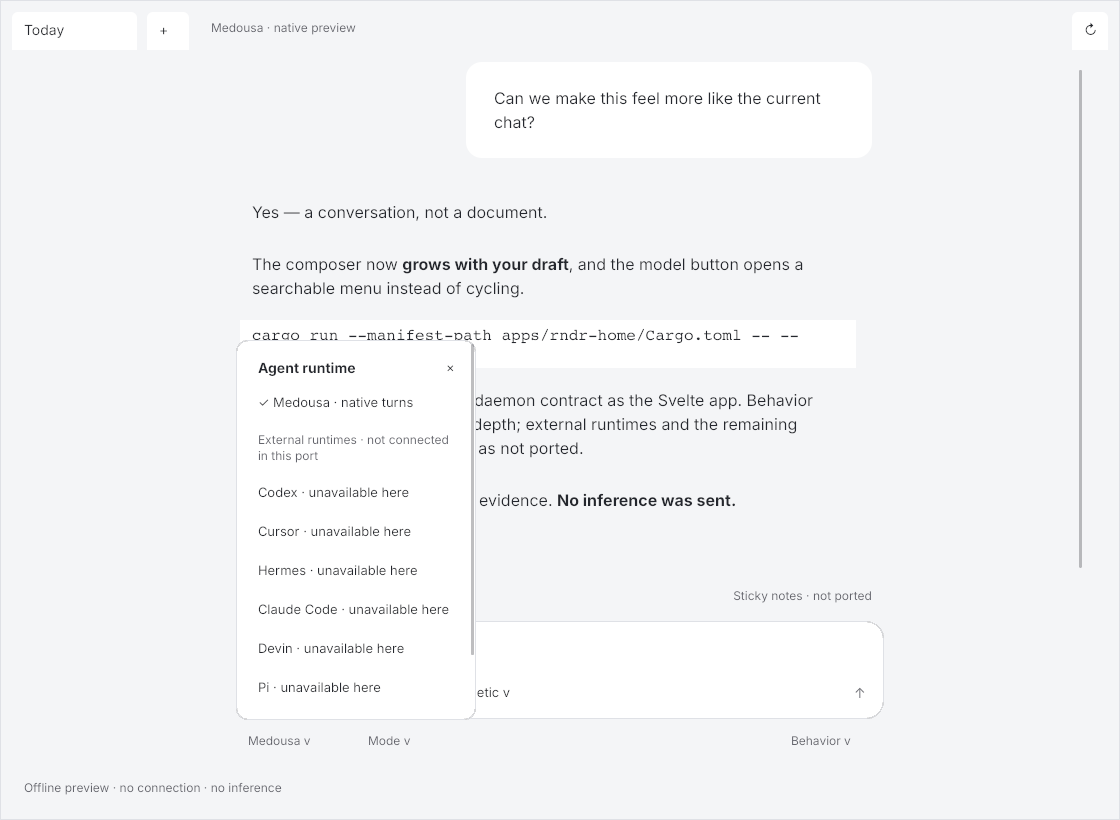 Today
+
Medousa · native preview
Can we make this feel more like the current
chat?
Yes — a conversation, not a document.
The composer now grows with your draft, and the model button opens a
searchable menu instead of cycling.
cargo run --manifest-path apps/rndr-home/Cargo.toml -- --
daemon contract as the Svelte app. Behavior
depth; external runtimes and the remaining
as not ported.
evidence. No inference was sent.
Agent runtime ×
✓ Medousa · native turns
External runtimes · not connected
in this port
Codex · unavailable here
Cursor · unavailable here
Hermes · unavailable here
Claude Code · unavailable here
Devin · unavailable here
Pi · unavailable here
Sticky notes · not ported
etic v
↑
Medousa v
Mode v
Behavior v
Offline preview · no connection · no inference